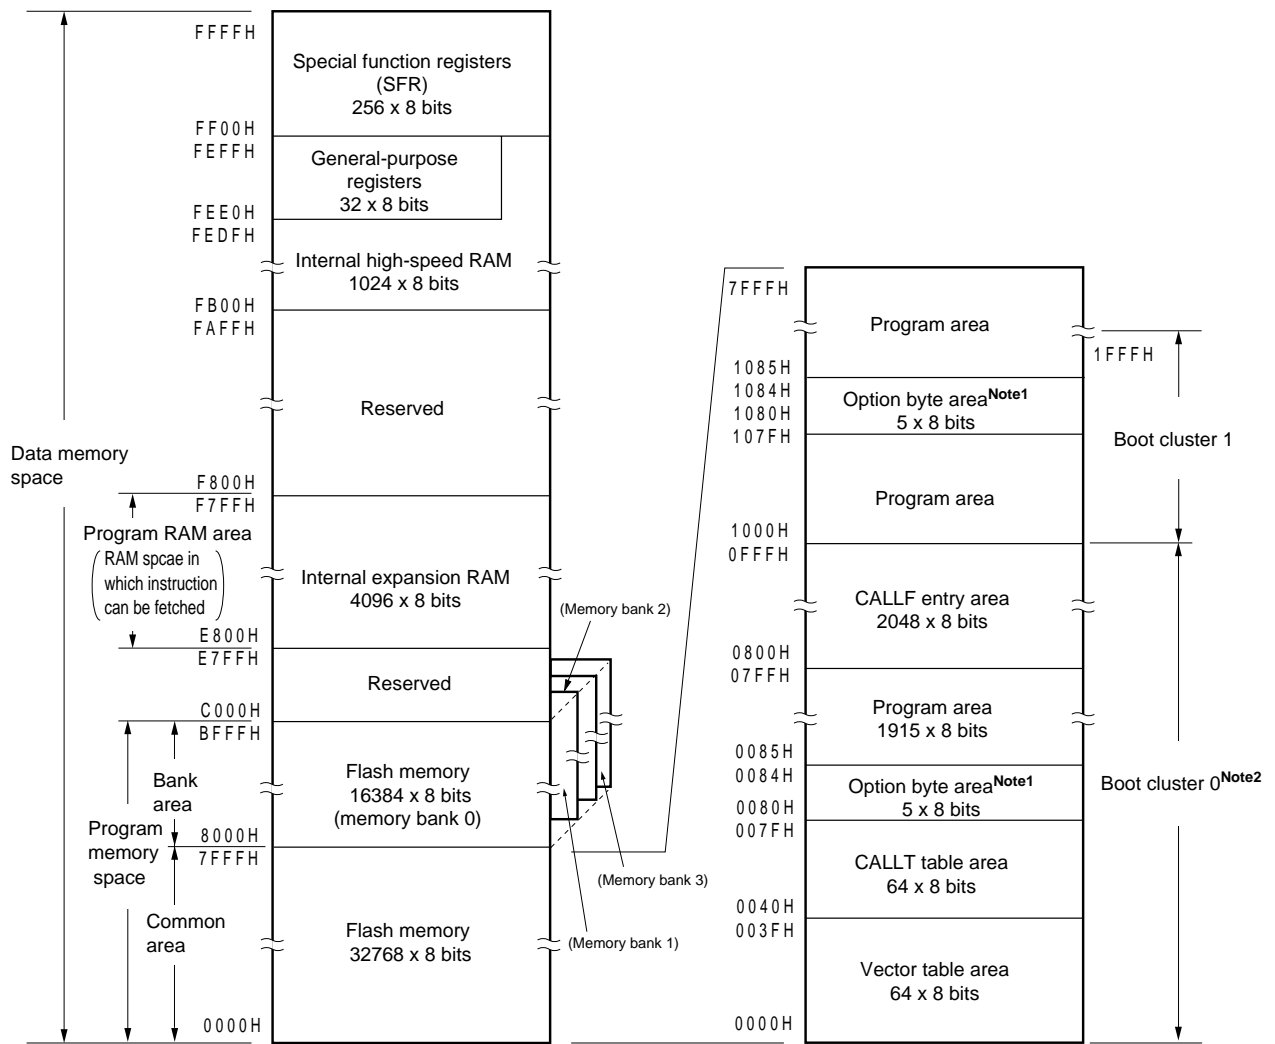 FFFFH
Special function registers
(SFR)
256 x 8 bits
FF00H
FEFFH
General-purpose
registers
32 x 8 bits
FEE0H
FEDFH
Internal high-speed RAM
1024 x 8 bits
FB00H
FAFFH
Reserved
Data memory
space
F800H
F7FFH
Program RAM area
RAM spcae in
which instruction
can be fetched
Internal expansion RAM
4096 x 8 bits
E800H
E7FFH
Reserved
C000H
BFFFH
Bank
area
Flash memory
16384 x 8 bits
(memory bank 0)
Program
memory
space
8000H
7FFFH
Common
area
Flash memory
32768 x 8 bits
0000H
(Memory bank 2)
(Memory bank 3)
(Memory bank 1)
7FFFH
Program area
1FFFH
1085H
1084H
Option byte area Note1
5 x 8 bits
1080H
107FH
Boot cluster 1
Program area
1000H
0FFFH
CALLF entry area
2048 x 8 bits
0800H
07FFH
Program area
1915 x 8 bits
0085H
0084H
Option byte area Note1
5 x 8 bits
Boot cluster 0 Note2
0080H
007FH
CALLT table area
64 x 8 bits
0040H
003FH
Vector table area
64 x 8 bits
0000H